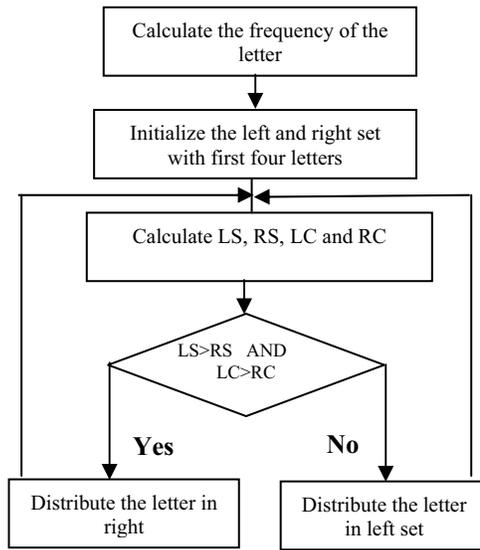 Calculate the frequency of the
letter
Initialize the left and right set
with first four letters
Calculate LS, RS, LC and RC
LS>RS AND
LC>RC
Yes
No
Distribute the letter in
right
Distribute the letter
in left set